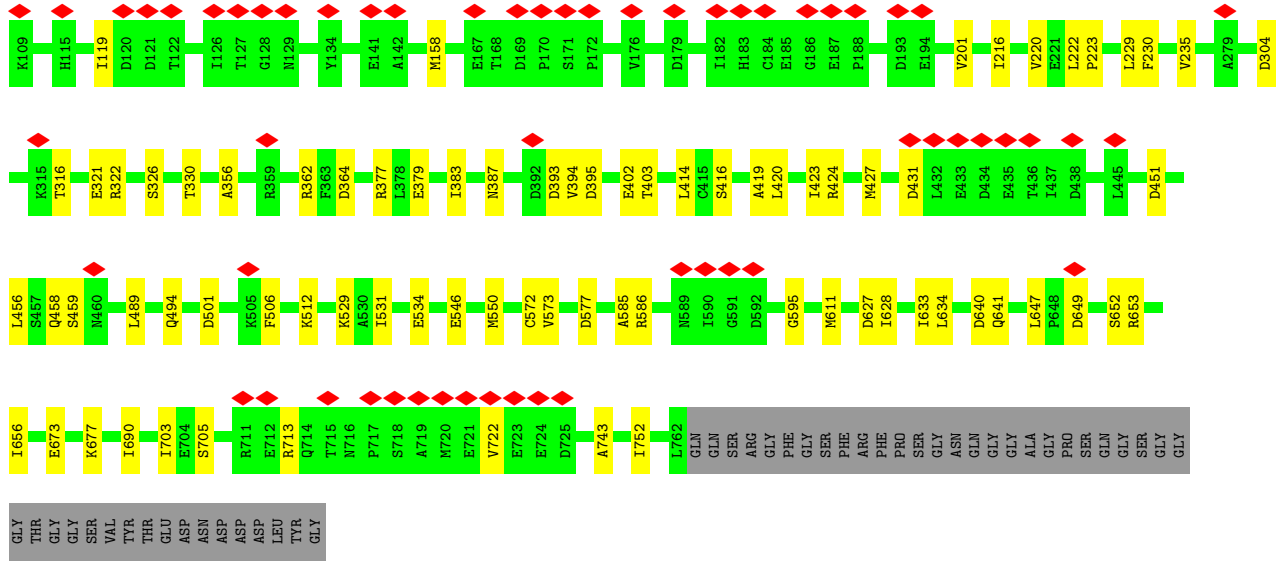 K109 H115 I119 D120 D121 T122 I126 T127 G128 N129 Y134 E141 A142 M158 E167 T168 D169 P170 S171 P172 V176 D179 I182 H183 C184 E185 G186 E187 P188 D193 E194 V201 I216 V220 E221 L222 P223 L229 F230 V235 A279 D304
K315 T316 E321 R322 S326 T330 A356 R359 R362 F363 D364 R377 L378 E379 I383 N387 D392 D393 V394 D395 E402 T403 L414 C415 S416 A419 L420 I423 R424 M427 D431 L432 E433 D434 E435 T436 I437 D438 L445 D451
L456 S457 Q458 S459 N460 L489 Q494 D501 K505 F506 K512 K529 A530 I531 E534 E546 M550 C572 V573 D577 A585 R586 N589 I590 G591 D592 G595 M611 D627 I628 I633 L634 D640 Q641 L647 P648 D649 S652 R653
I656 E673 K677 I690 I703 E704 S705 R711 E712 R713 Q714 T715 N716 P717 S718 A719 M720 E721 V722 E723 E724 D725 A743 I752 L762 GLN GLN SER ARG GLY PHE GLY SER PHE ARG PHE PRO SER GLY ASN GLN GLY GLY ALA GLY PRO SER GLN GLY SER GLY GLY
GLY THR GLY GLY SER VAL TYR THR GLU ASP ASN ASP ASP ASP LEU TYR GLY